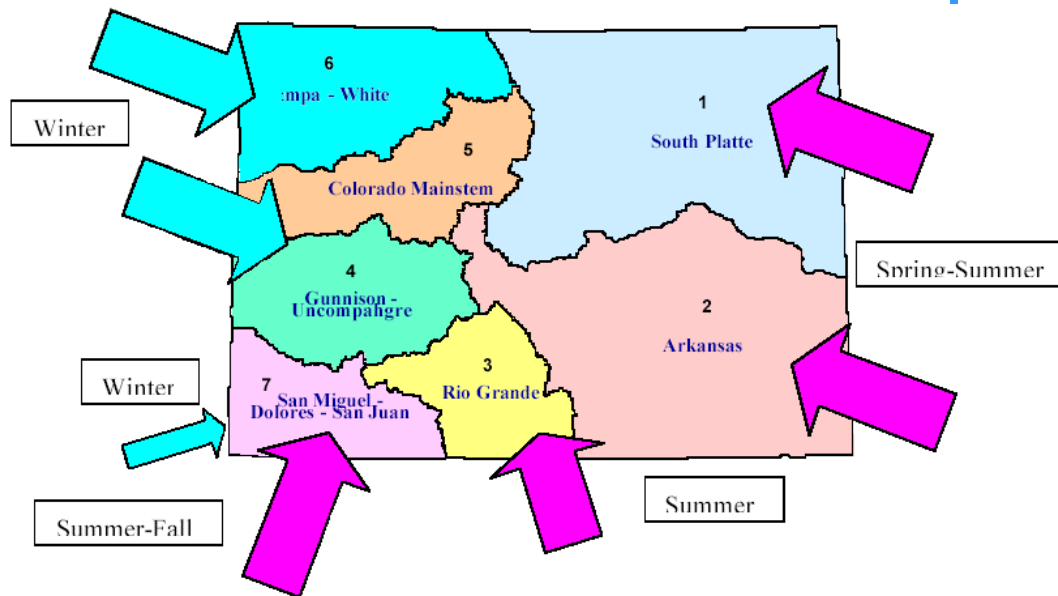 6
:mpa - White
Winter
1
South Platte
5
Colorado Mainstem
4
Gunnison -
Uncompahgre
Spring-Summer
2
Arkansas
Winter
7
San Miguel -
Dolores - San Juan
3
Rio Grande
Summer
Summer-Fall